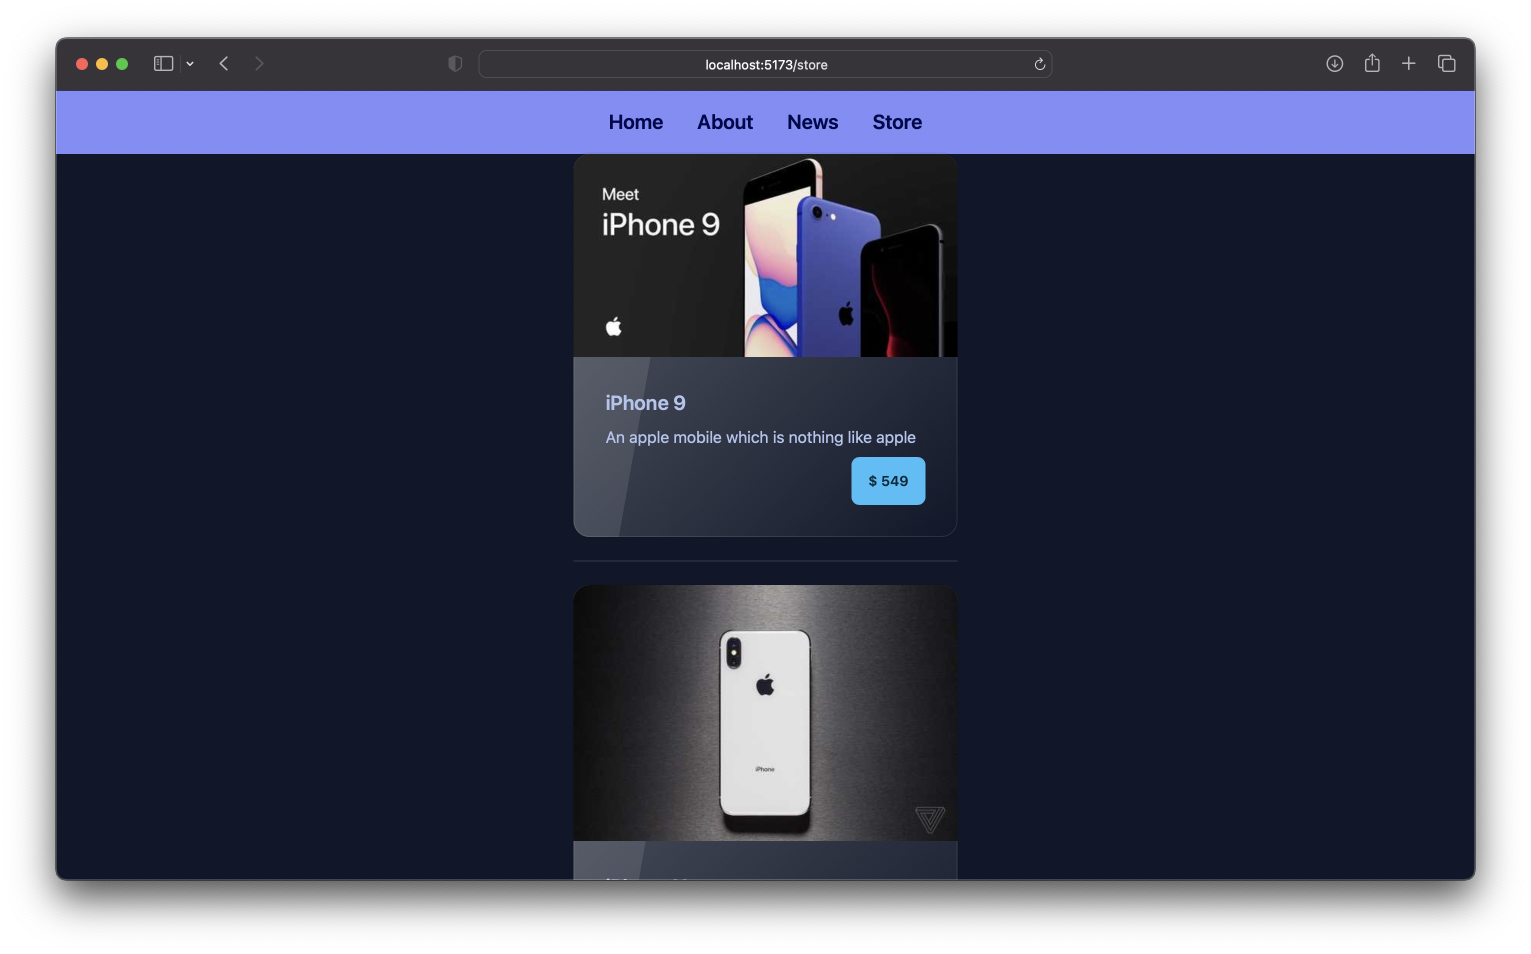 localhost:5173/store
Home About News Store
Meet
iPhone 9
iPhone 9
An apple mobile which is nothing like apple
$ 549
iPhone